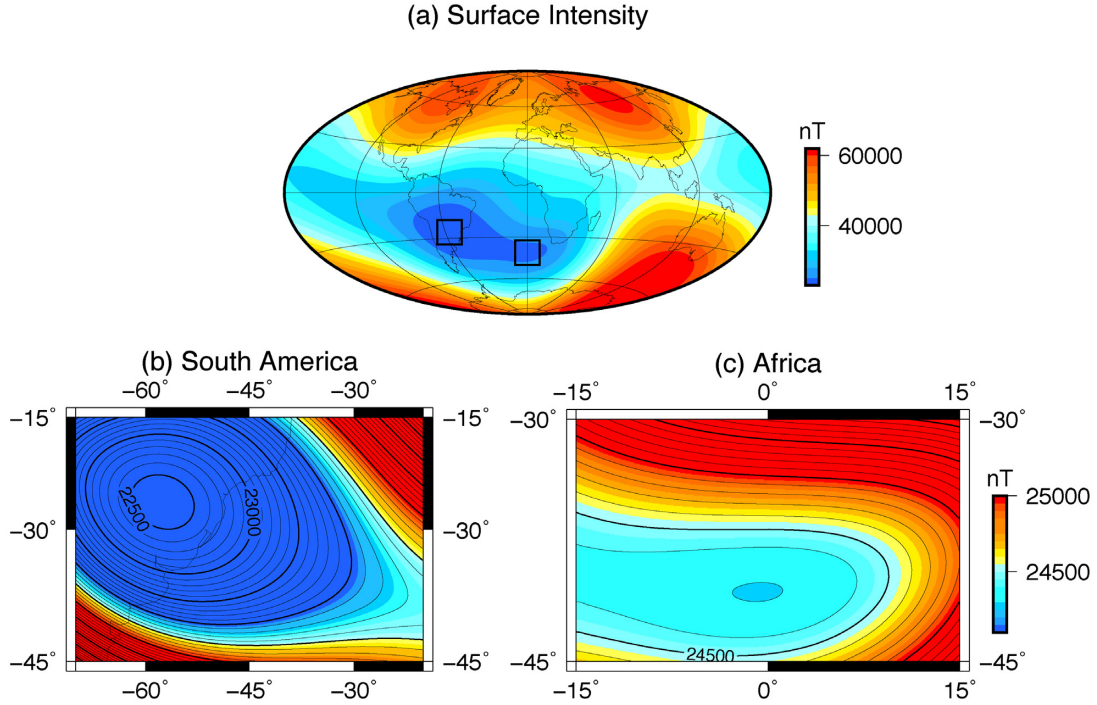 (a) Surface Intensity
nT
60000
40000
(b) South America
−60° −45° −30°
−15° −15°
22500 23000
−30° −30°
−45° −45°
−60° −45° −30°
(c) Africa
−15° 0° 15°
−30° −30°
nT
25000
24500
24500
−45° −45°
−15° 0° 15°